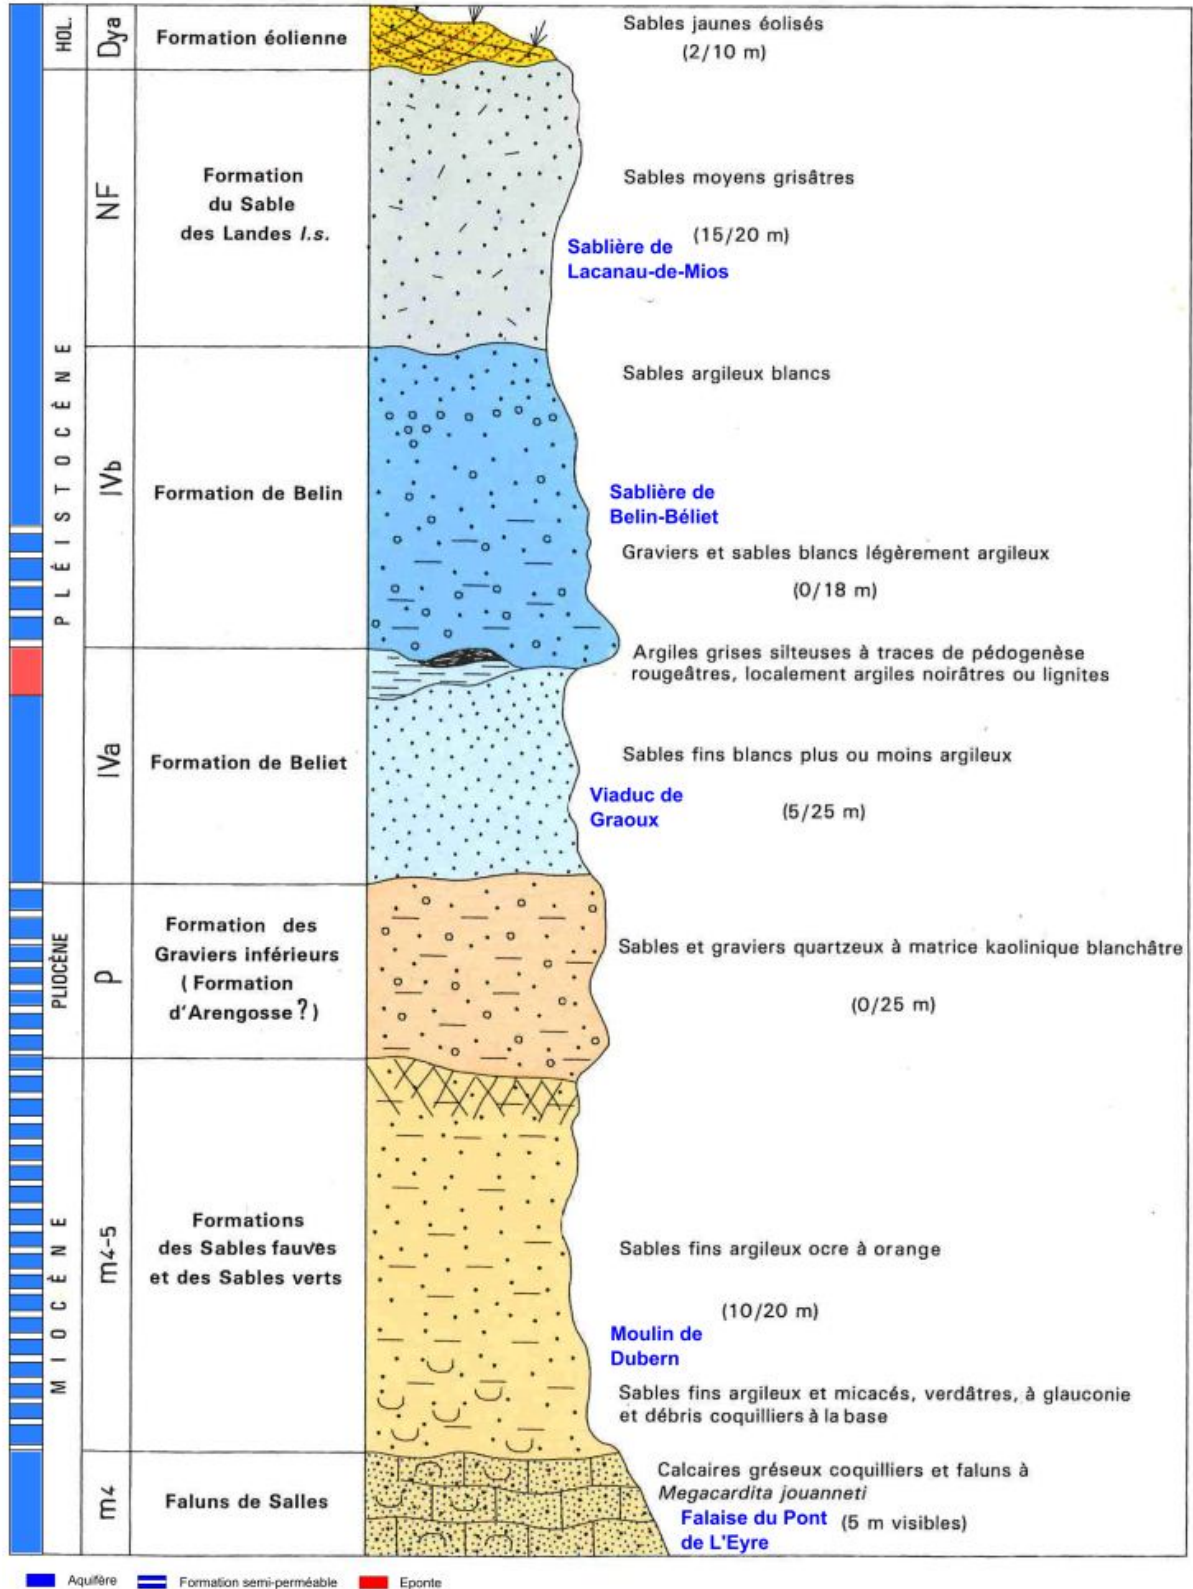 HOL.
Dya
Formation éolienne
Sables jaunes éolisés
(2/10 m)
PLÉISTOCÈNE
NF
Formation
du Sable
des Landes l.s.
Sables moyens grisâtres
(15/20 m)
Sablière de
Lacanau-de-Mios
IVb
Formation de Belin
Sables argileux blancs
Sablière de
Belin-Béliet
Graviers et sables blancs légèrement argileux
(0/18 m)
Argiles grises silteuses à traces de pédogenèse
rougeâtres, localement argiles noirâtres ou lignites
IVa
Formation de Beliet
Sables fins blancs plus ou moins argileux
Viaduc de
Graoux
(5/25 m)
PLIOCÈNE
p
Formation des
Graviers inférieurs
( Formation
d'Arengosse ? )
Sables et graviers quartzeux à matrice kaolinique blanchâtre
(0/25 m)
MIOCÈNE
m4-5
Formations
des Sables fauves
et des Sables verts
Sables fins argileux ocre à orange
(10/20 m)
Moulin de
Dubern
Sables fins argileux et micacés, verdâtres, à glauconie
et débris coquilliers à la base
m4
Faluns de Salles
Calcaires gréseux coquilliers et faluns à
Megacardita jouanneti
Falaise du Pont
de L'Eyre
(5 m visibles)
Aquifère
Formation semi-perméable
Eponte